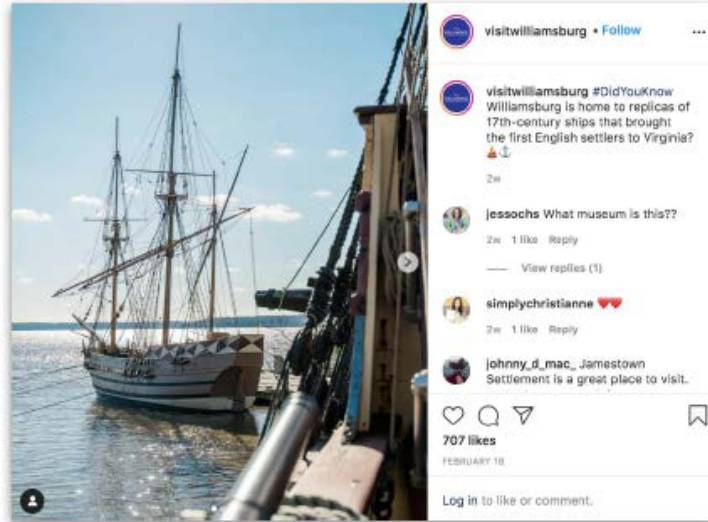 visitwilliamsburg • Follow
visitwilliamsburg #DidYouKnow
Williamsburg is home to replicas of
17th-century ships that brought
the first English settlers to Virginia?
2w
jessochs What museum is this??
2w 1 like Reply
View replies (1)
simplychristianne
2w 1 like Reply
johnny_d_mac_ Jamestown
Settlement is a great place to visit.
707 likes
FEBRUARY 18
Log in to like or comment.